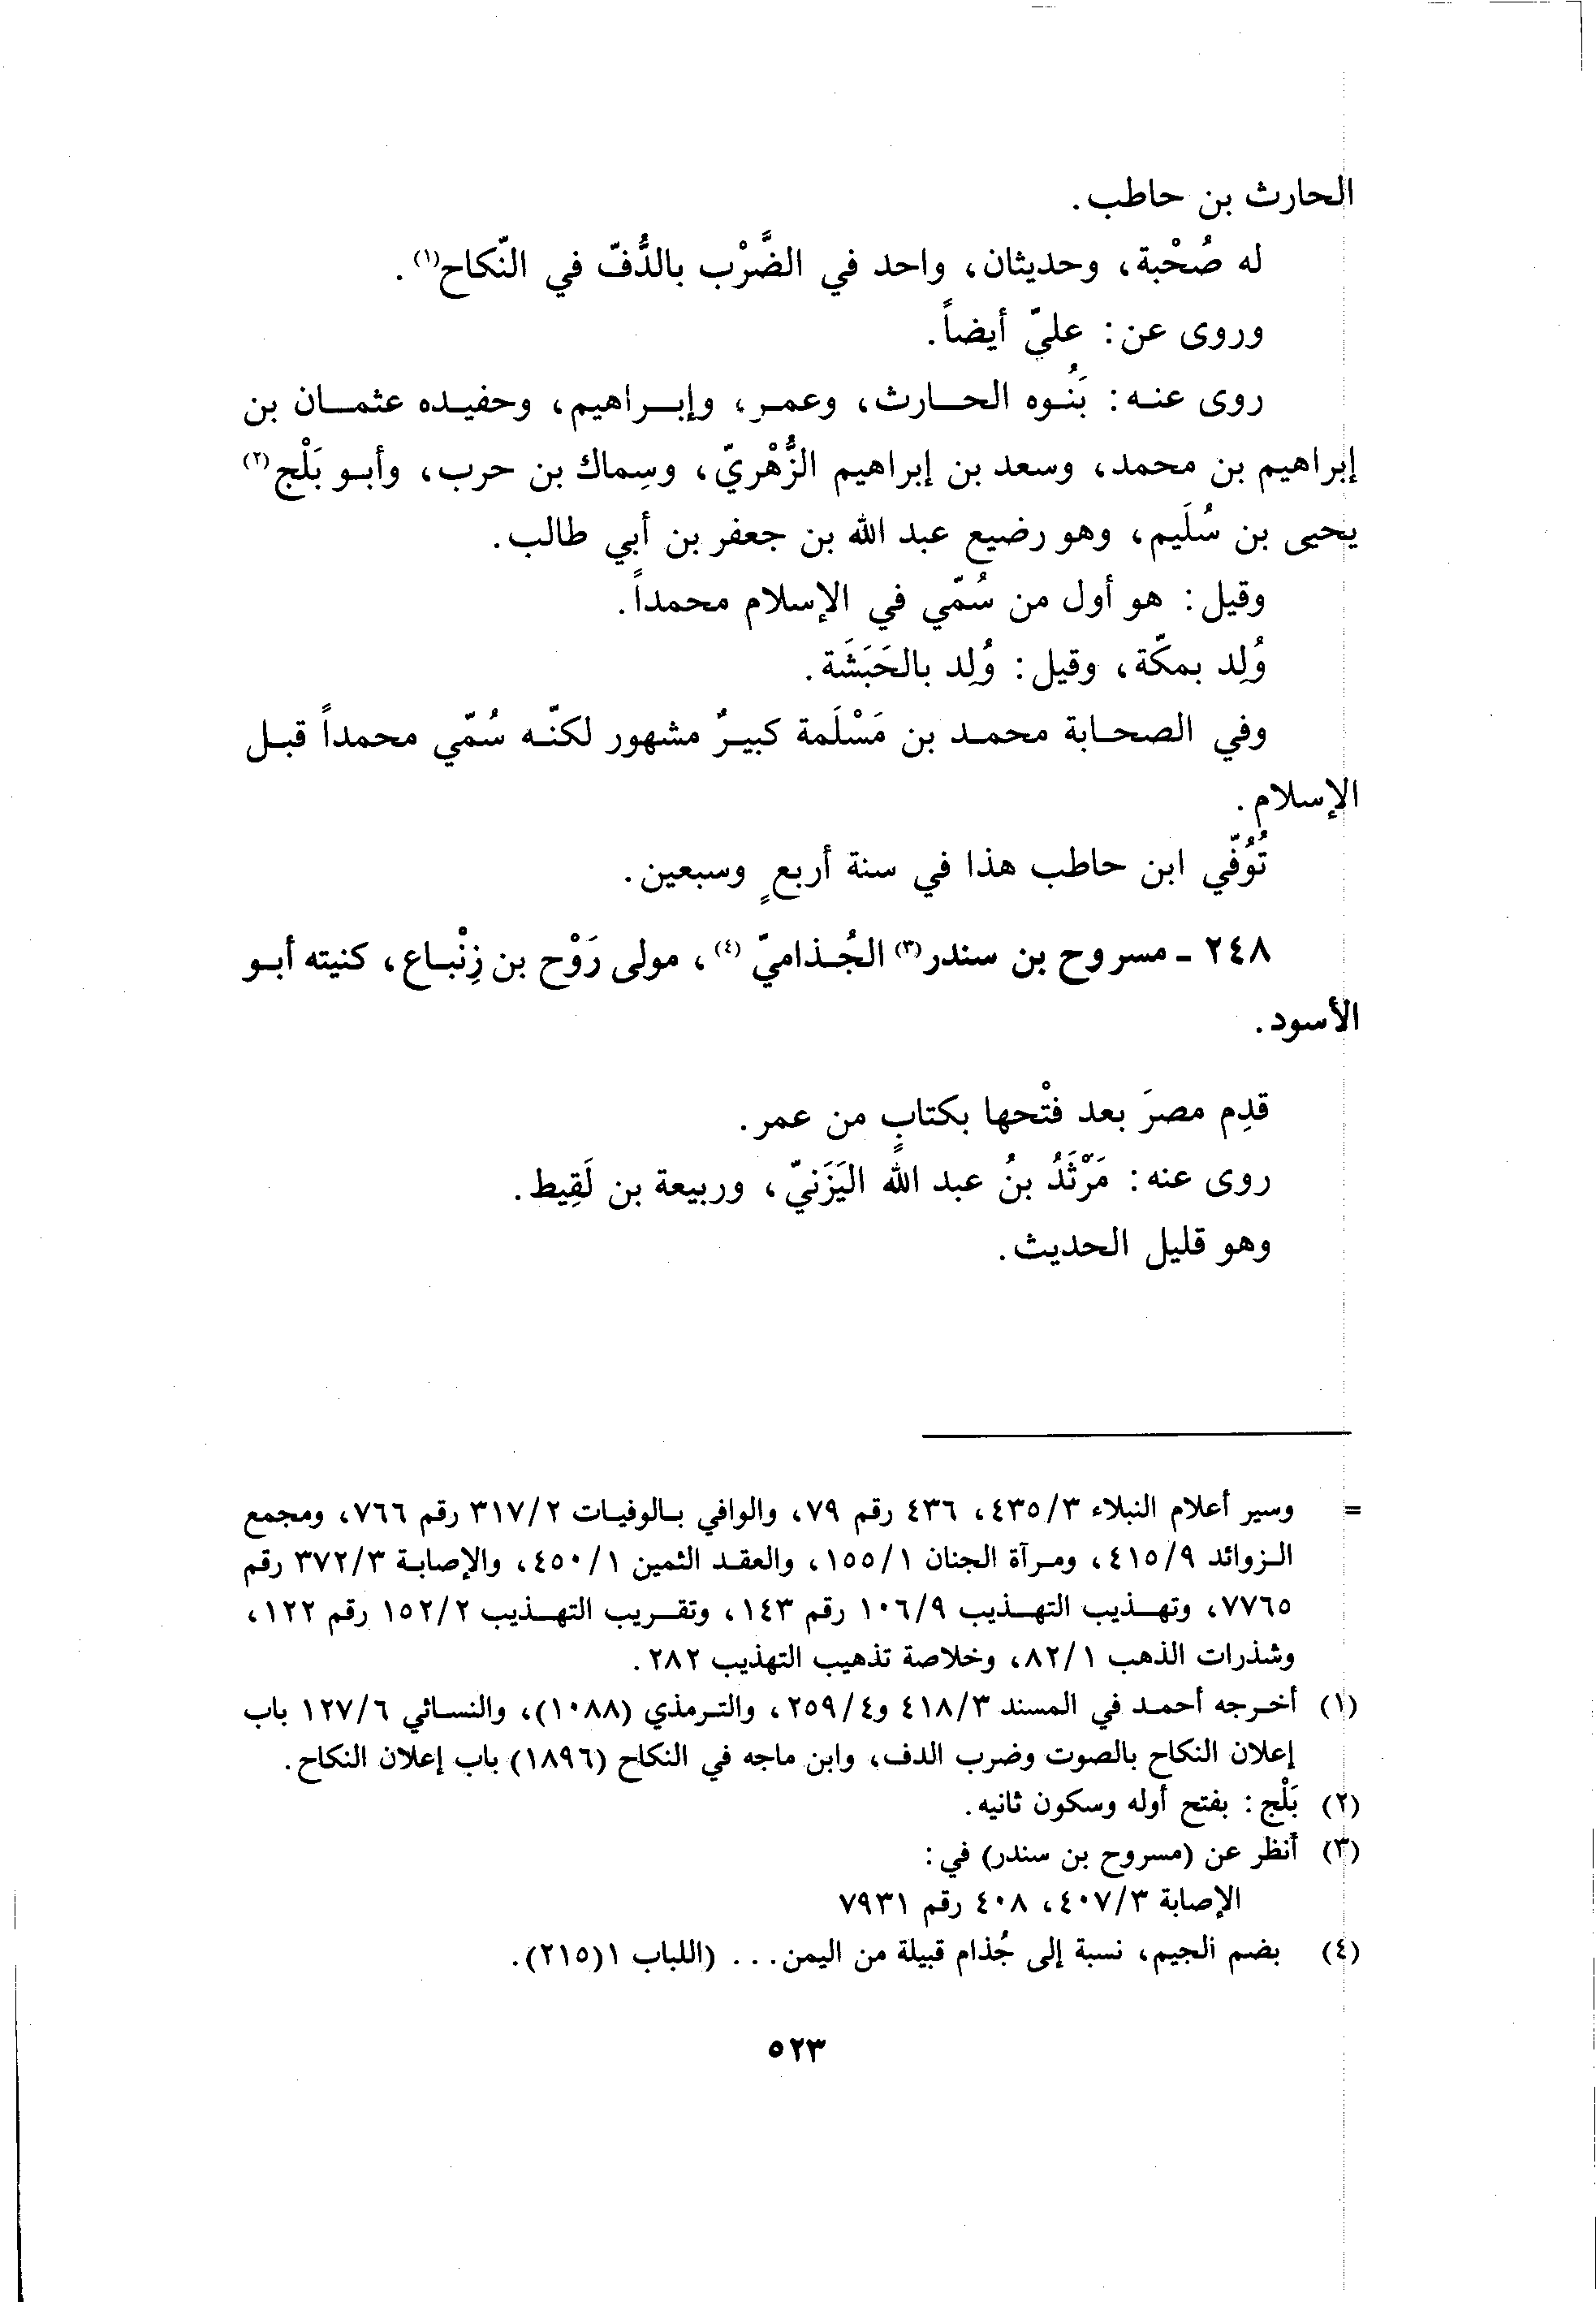 الحارث بن حاطب.
له صُحْبة، وحديثان، واحد في الضَّرْب بالدُّفّ في النّكاح(١).
وروى عن: عليّ أيضاً.
روى عنه: بَنُوه الحارث، وعمر، وإبراهيم، وحفيده عثمان بن
إبراهيم بن محمد، وسعد بن إبراهيم الزُّهْريّ، وسِماك بن حرب، وأبو بَلْج(٢)
يحيى بن سُلَيم، وهو رضيع عبد الله بن جعفر بن أبي طالب.
وقيل: هو أول من سُمّي في الإسلام محمداً.
وُلِد بمكّة، وقيل: وُلِد بالحَبَشَة.
وفي الصحابة محمد بن مَسْلَمة كبيرٌ مشهور لكنّه سُمّي محمداً قبل
الإسلام.
تُوُفّي ابن حاطب هذا في سنة أربعٍ وسبعين.
٢٤٨ - مسروح بن سندر(٣) الجُذاميّ(٤)، مولى رَوْح بن زِنْباع، كنيته أبو
الأسود.
قدِم مصرَ بعد فتْحها بكتابٍ من عمر.
روى عنه: مَرْثَدُ بنُ عبد الله اليَزَنيّ، وربيعة بن لَقِيط.
وهو قليل الحديث.
= وسير أعلام النبلاء ٤٣٥/٣، ٤٣٦ رقم ٧٩، والوافي بالوفيات ٣١٧/٢ رقم ٧٦٦، ومجمع
الزوائد ٤١٥/٩، ومرآة الجنان ١٥٥/١، والعقد الثمين ٤٥٠/١، والإصابة ٣٧٢/٣ رقم
٧٧٦٥، وتهذيب التهذيب ١٠٦/٩ رقم ١٤٣، وتقريب التهذيب ١٥٢/٢ رقم ١٢٢،
وشذرات الذهب ٨٢/١، وخلاصة تذهيب التهذيب ٢٨٢.
(١) أخرجه أحمد في المسند ٤١٨/٣ و٢٥٩/٤، والترمذي (١٠٨٨)، والنسائي ١٢٧/٦ باب
إعلان النكاح بالصوت وضرب الدف، وابن ماجه في النكاح (١٨٩٦) باب إعلان النكاح.
(٢) بَلْج: بفتح أوله وسكون ثانيه.
(٣) أنظر عن (مسروح بن سندر) في:
الإصابة ٤٠٧/٣، ٤٠٨ رقم ٧٩٣١
(٤) بضم الجيم، نسبة إلى جُذام قبيلة من اليمن... (اللباب ١(٢١٥).
٥٢٣